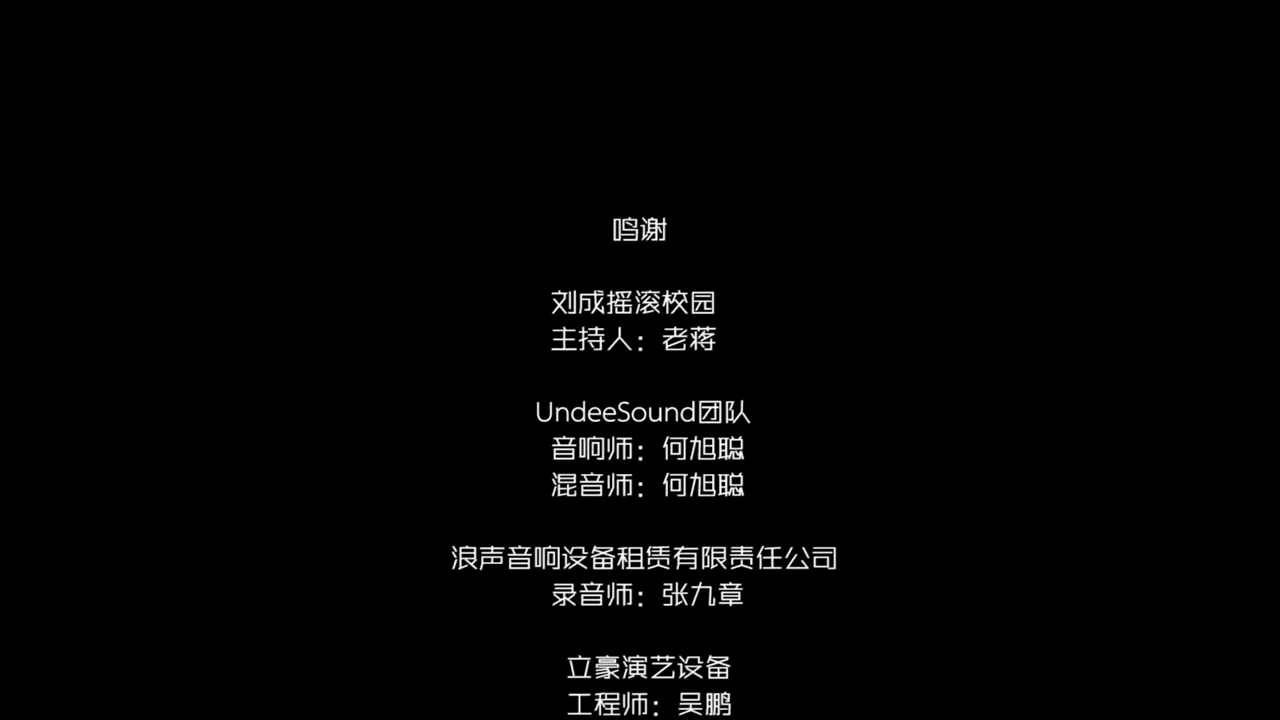 鸣谢
刘成摇滚校园
主持人：老蒋
UndeeSound团队
音响师：何旭聪
混音师：何旭聪
浪声音响设备租赁有限责任公司
录音师：张九章
立豪演艺设备
工程师：吴鹏